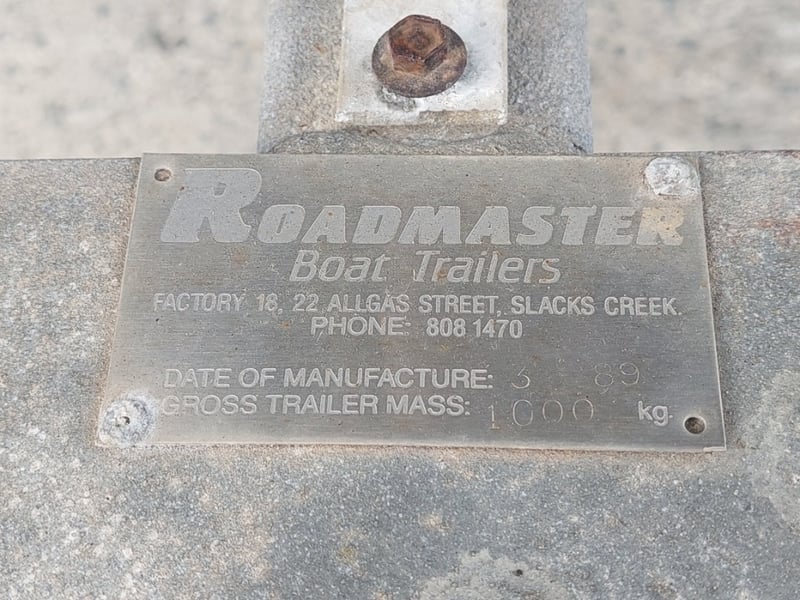 ROADMASTER
Boat Trailers
FACTORY 18, 22 ALLGAS STREET, SLACKS CREEK.
PHONE: 808 1470
DATE OF MANUFACTURE: 3 89
GROSS TRAILER MASS: 1000 kg.